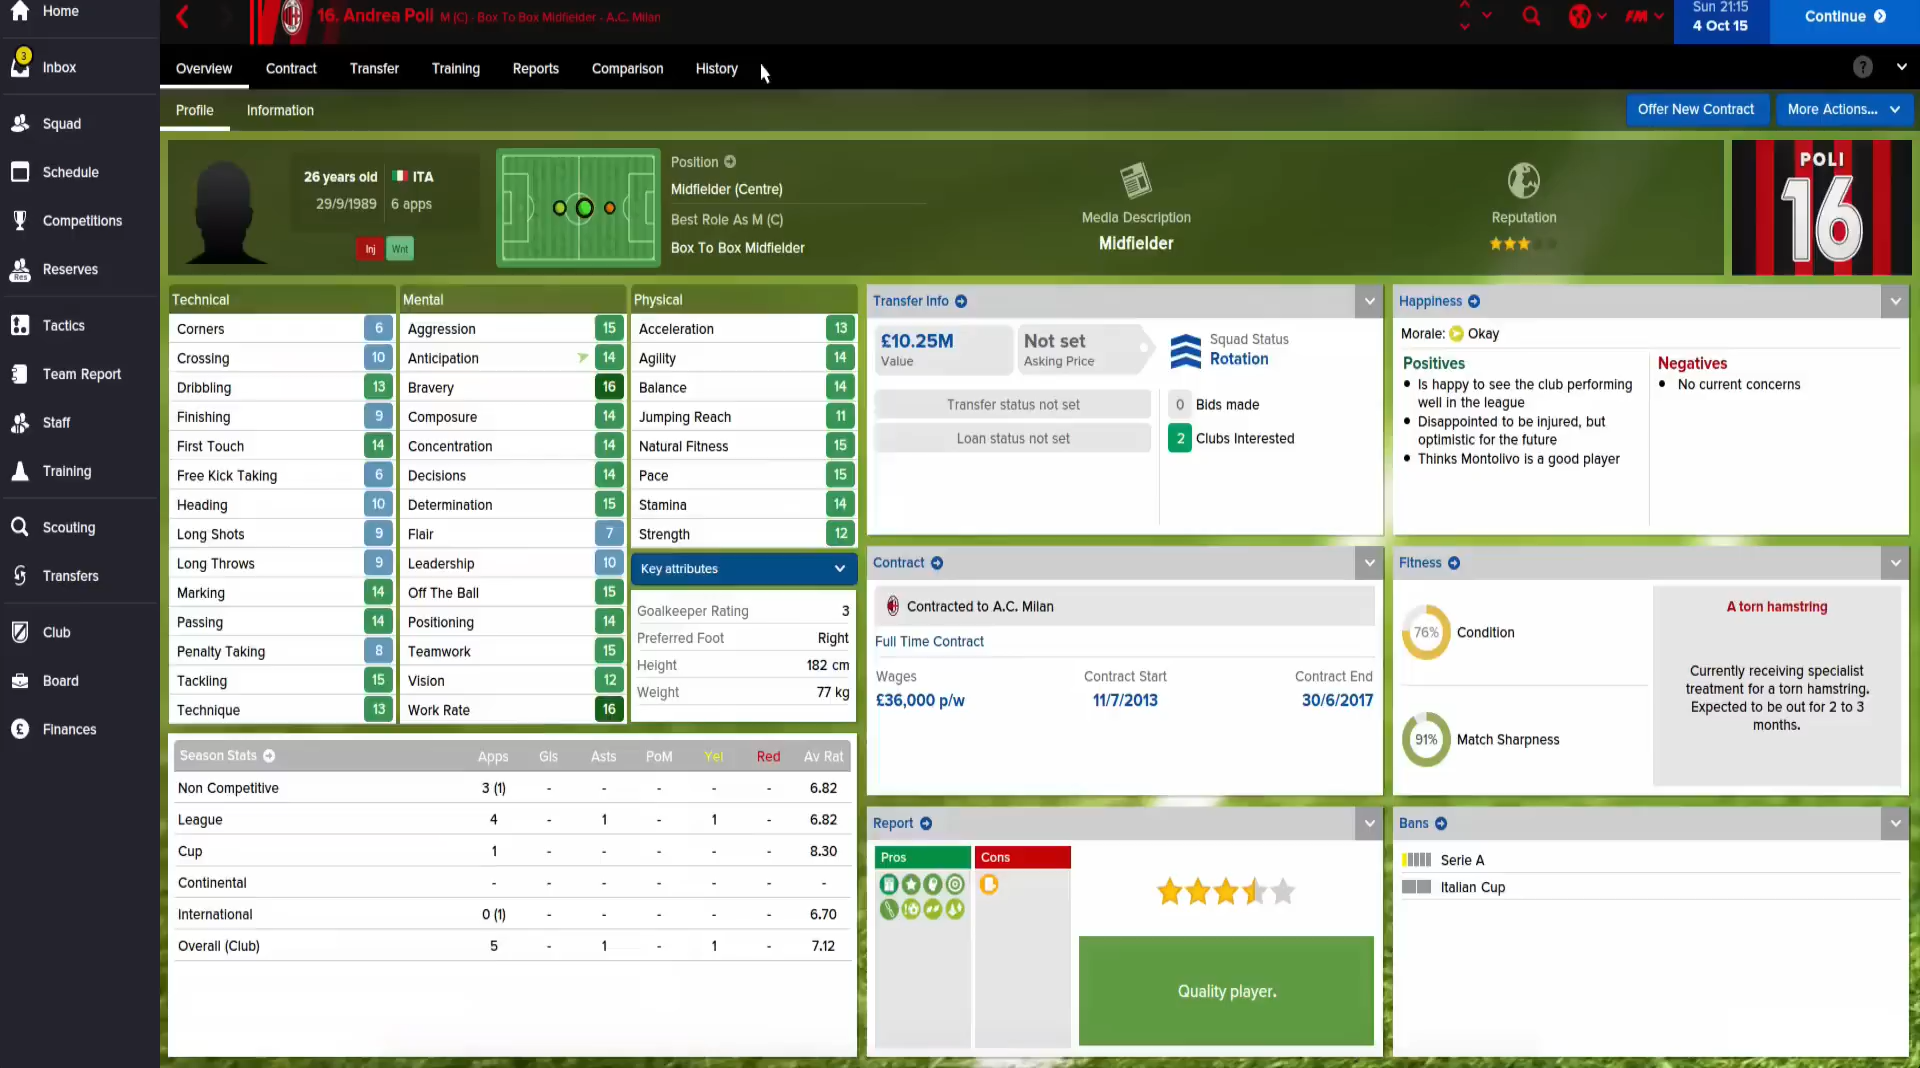 Home
16. Andrea Poli M (C) - Box To Box Midfielder - A.C. Milan
FM
Sun 21:15
4 Oct 15
Continue
3
Inbox
Squad
Schedule
Competitions
Res
Reserves
Tactics
Team Report
Staff
Training
Scouting
Transfers
Club
Board
£
Finances
Overview Contract Transfer Training Reports Comparison History
?
Profile Information
Offer New Contract
More Actions...
26 years old ITA
29/9/1989 6 apps
Inj Wnt
Position
Midfielder (Centre)
Best Role As M (C)
Box To Box Midfielder
Media Description
Midfielder
Reputation
POLI
16
Technical
Corners 6
Crossing 10
Dribbling 13
Finishing 9
First Touch 14
Free Kick Taking 6
Heading 10
Long Shots 9
Long Throws 9
Marking 14
Passing 14
Penalty Taking 8
Tackling 15
Technique 13
Mental
Aggression 15
Anticipation 14
Bravery 16
Composure 14
Concentration 14
Decisions 14
Determination 15
Flair 7
Leadership 10
Off The Ball 15
Positioning 14
Teamwork 15
Vision 12
Work Rate 16
Physical
Acceleration 13
Agility 14
Balance 14
Jumping Reach 11
Natural Fitness 15
Pace 15
Stamina 14
Strength 12
Key attributes
Goalkeeper Rating 3
Preferred Foot Right
Height 182 cm
Weight 77 kg
Season Stats Apps Gls Asts PoM Yel Red Av Rat
Non Competitive 3 (1) - - - - - 6.82
League 4 - 1 - 1 - 6.82
Cup 1 - - - - - 8.30
Continental - - - - - - -
International 0 (1) - - - - - 6.70
Overall (Club) 5 - 1 - 1 - 7.12
Transfer Info
£10.25M
Value
Not set
Asking Price
Squad Status
Rotation
Transfer status not set
Loan status not set
0 Bids made
2 Clubs Interested
Happiness
Morale: Okay
Positives
• Is happy to see the club performing
well in the league
• Disappointed to be injured, but
optimistic for the future
• Thinks Montolivo is a good player
Negatives
• No current concerns
Contract
Contracted to A.C. Milan
Full Time Contract
Wages Contract Start Contract End
£36,000 p/w 11/7/2013 30/6/2017
Fitness
76% Condition
91% Match Sharpness
A torn hamstring
Currently receiving specialist
treatment for a torn hamstring.
Expected to be out for 2 to 3
months.
Report
Pros Cons
Quality player.
Bans
Serie A
Italian Cup